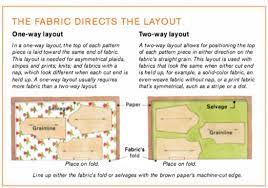 THE FABRIC DIRECTS THE LAYOUT
One-way layout
In a one-way layout, the top of each pattern
piece is laid toward the same end of fabric.
This layout is needed for asymmetrical plaids,
stripes and prints; knits; and fabrics with a
nap, which look different when each cut end is
held up. A one-way layout usually requires
more yardage than a two-way layout.
Two-way layout
A two-way layout allows for positioning the top
of each pattern piece in either direction on the
fabric's straight grain. This layout is used with
fabrics that look the same when each cut end
is held up, for example, a solid-color fabric, an
even-weave fabric without nap, or a print fabric
that's symmetrical, such as a stripe or a dot.
Selvage
Grainline
Place on fold.
Paper
Fabric's
fold
Selvage
Grainline
Place on fold.
Line up either the fabric's fold or selvages with the brown paper's machine-cut edge.